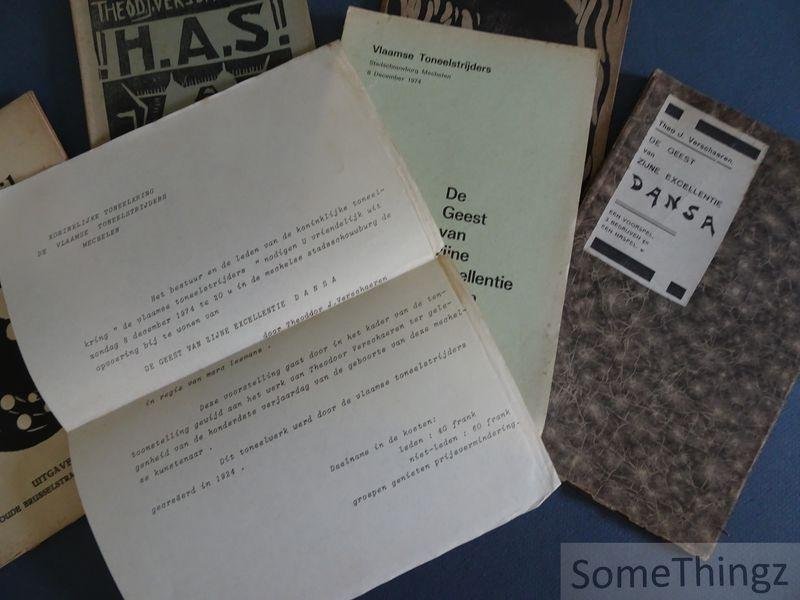 THEOD.J.VERS
!H.A.S!
Vlaamse Toneelstrijders
Stadschouwburg Mechelen
8 December 1974
De
Geest
van
zijne
xcellentie
Theo J. Verschaeren.
DE GEEST
van
ZIJNE EXCELLENTIE
DANSA
EEN VOORSPEL,
3 BEDRIJVEN EN
EEN NASPEL.
KONINKLIJKE TONEELKRING
DE VLAAMSE TONEELSTRIJDERS
MECHELEN
Het bestuur en de leden van de koninklijke toneel-
kring " de vlaamse toneelstrijders " nodigen U vriendelijk uit
zondag 8 december 1974 te 20 u in de mechelse stadsschouwburg de
opvoering bij te wonen van
DE GEEST VAN ZIJNE EXCELLENTIE D A N S A
door Theodoor J. Verschaeren
in regie van marc leemans .
Deze voorstelling gaat door in het kader van de ten-
toonstelling gewijd aan het werk van Theodoor Verschaeren ter gele-
genheid van de honderdste verjaardag van de geboorte van deze mechel-
se kunstenaar .
Dit toneelwerk werd door de vlaamse toneelstrijders
gecreëerd in 1924 .
Deelname in de kosten:
leden : 40 frank
niet-leden : 60 frank
groepen genieten prijsvermindering.
UITGAVE
OUDE BRUSSELSTRA
SomeThingz